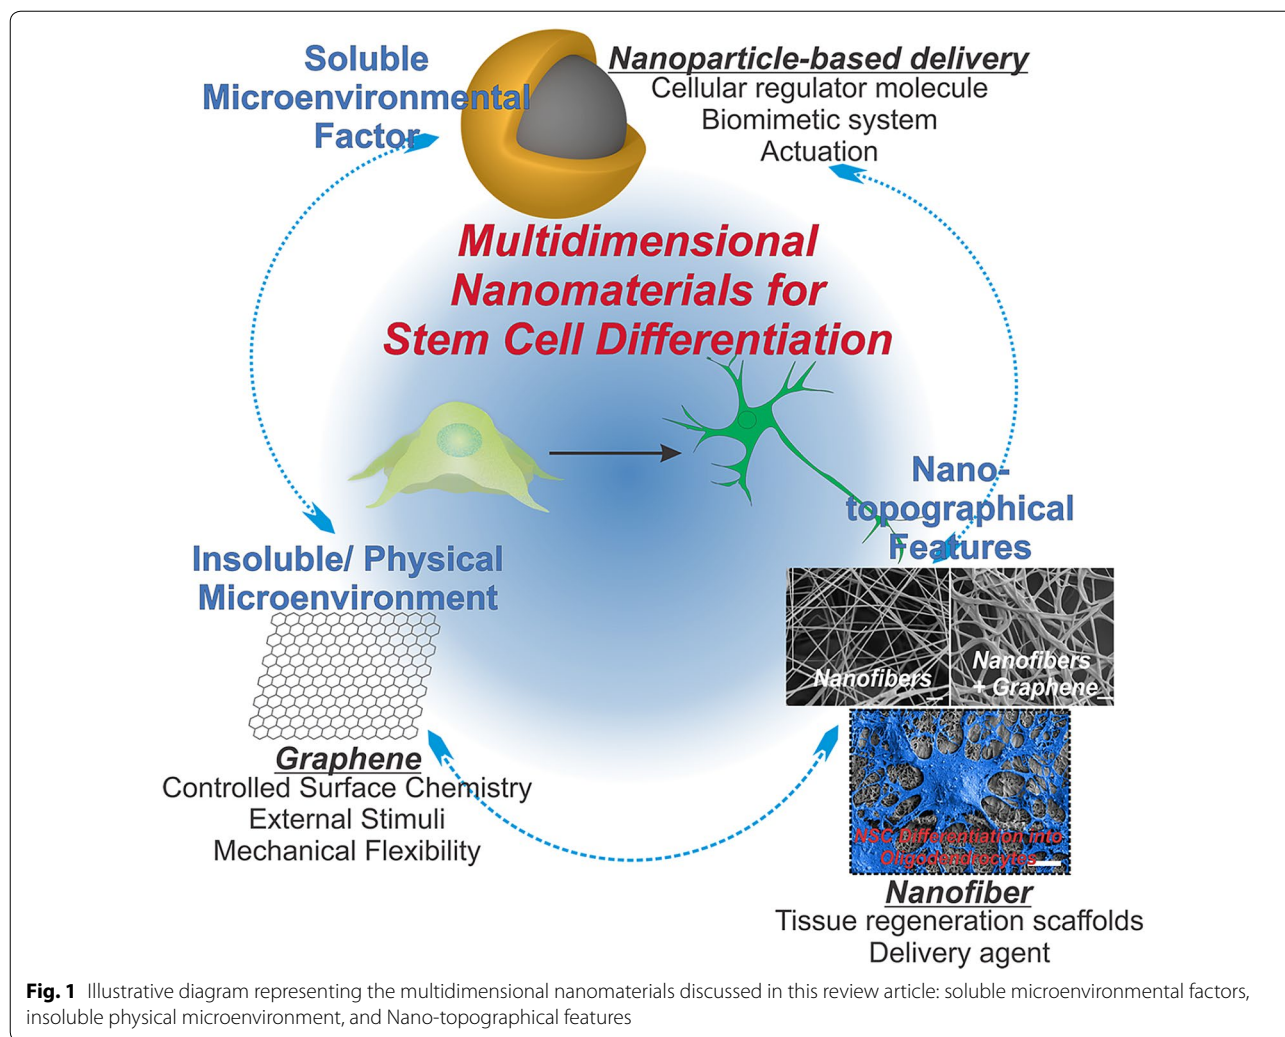 Soluble
Microenvironmental
Factor
Nanoparticle-based delivery
Cellular regulator molecule
Biomimetic system
Actuation
Multidimensional
Nanomaterials for
Stem Cell Differentiation
Nano-
topographical
Features
Insoluble/ Physical
Microenvironment
Nanofibers
Nanofibers
+ Graphene
Graphene
Controlled Surface Chemistry
External Stimuli
Mechanical Flexibility
NSC Differentiation into
Oligodendrocytes
Nanofiber
Tissue regeneration scaffolds
Delivery agent
Fig. 1 Illustrative diagram representing the multidimensional nanomaterials discussed in this review article: soluble microenvironmental factors,
insoluble physical microenvironment, and Nano-topographical features